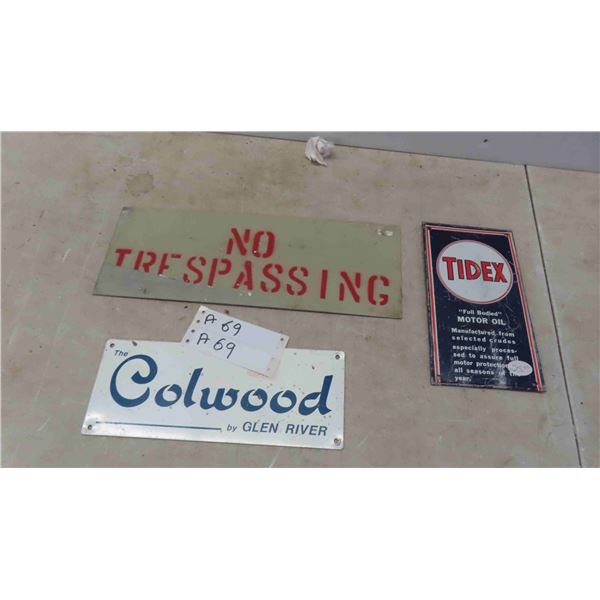 NO
TRESPASSING
A 69
A 69
The
Colwood
by GLEN RIVER
TIDEX
"Full Bodied"
MOTOR OIL
Manufactured from
selected crudes
especially proces-
sed to assure full
motor protection
all seasons of the
year.